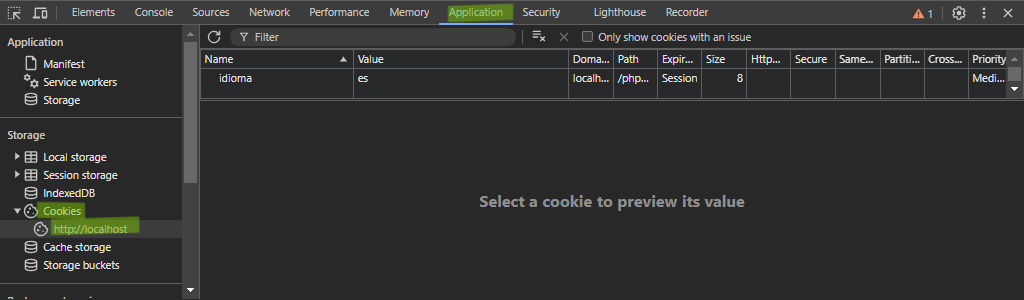 Elements Console Sources Network Performance Memory Application Security Lighthouse Recorder 1
Application
Manifest
Service workers
Storage
Storage
Local storage
Session storage
IndexedDB
Cookies
http://localhost
Cache storage
Storage buckets
Filter Only show cookies with an issue
Name Value Doma... Path Expir... Size Http... Secure Same... Partiti... Cross... Priority
idioma es localh... /php... Session 8 Medi...
Select a cookie to preview its value